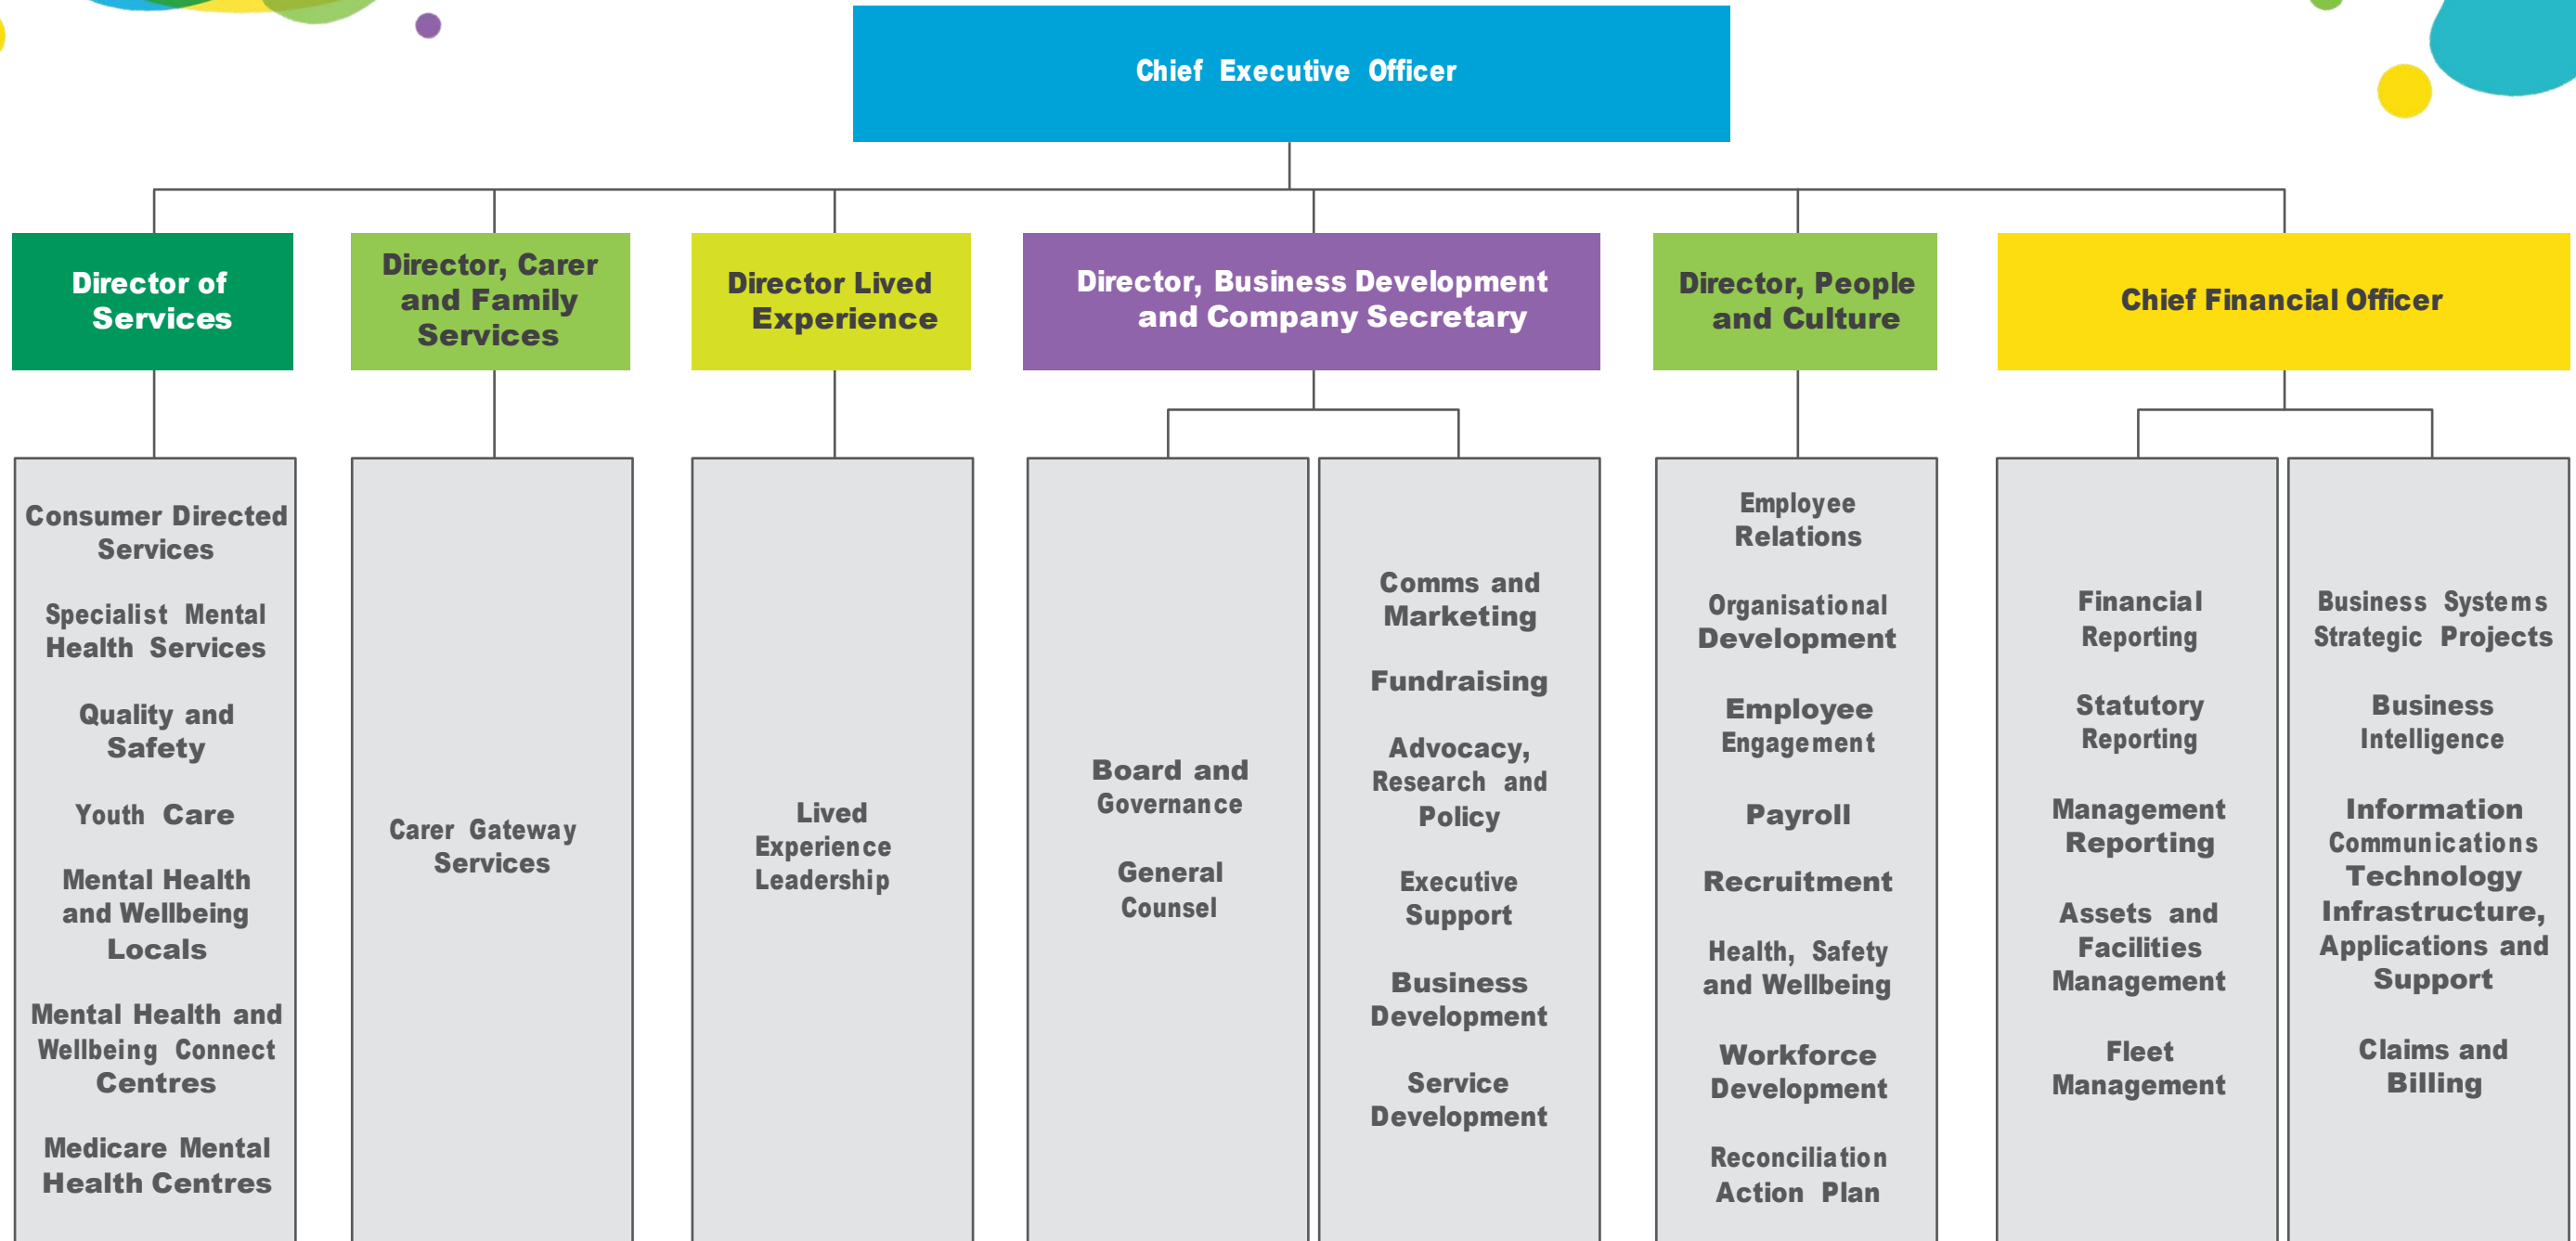 Chief Executive Officer
Director of
Services
Director, Carer
and Family
Services
Director Lived
Experience
Director, Business Development
and Company Secretary
Director, People
and Culture
Chief Financial Officer
Consumer Directed
Services
Specialist Mental
Health Services
Quality and
Safety
Youth Care
Mental Health
and Wellbeing
Locals
Mental Health and
Wellbeing Connect
Centres
Medicare Mental
Health Centres
Carer Gateway
Services
Lived
Experience
Leadership
Board and
Governance
General
Counsel
Comms and
Marketing
Fundraising
Advocacy,
Research and
Policy
Executive
Support
Business
Development
Service
Development
Employee
Relations
Organisational
Development
Employee
Engagement
Payroll
Recruitment
Health, Safety
and Wellbeing
Workforce
Development
Reconciliation
Action Plan
Financial
Reporting
Statutory
Reporting
Management
Reporting
Assets and
Facilities
Management
Fleet
Management
Business Systems
Strategic Projects
Business
Intelligence
Information
Communications
Technology
Infrastructure,
Applications and
Support
Claims and
Billing